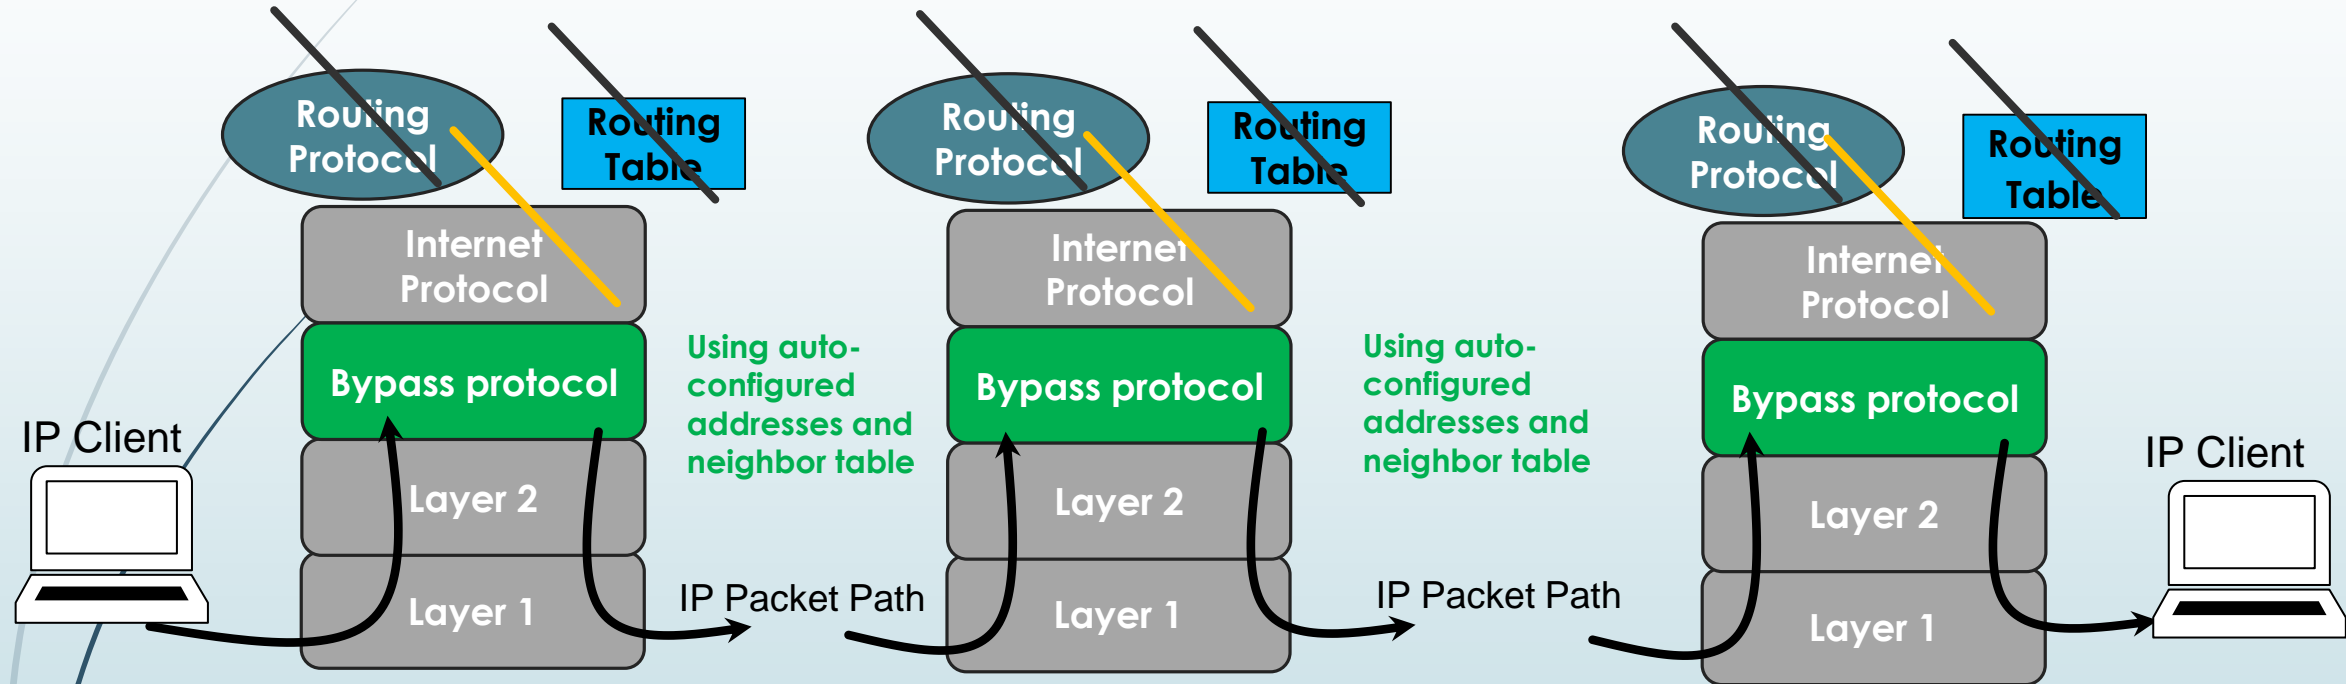 Routing
Protocol
Routing
Table
Internet
Protocol
Bypass protocol
Layer 2
Layer 1
IP Client
Using auto-
configured
addresses and
neighbor table
IP Packet Path
Routing
Protocol
Routing
Table
Internet
Protocol
Bypass protocol
Layer 2
Layer 1
Using auto-
configured
addresses and
neighbor table
IP Packet Path
Routing
Protocol
Routing
Table
Internet
Protocol
Bypass protocol
Layer 2
Layer 1
IP Client